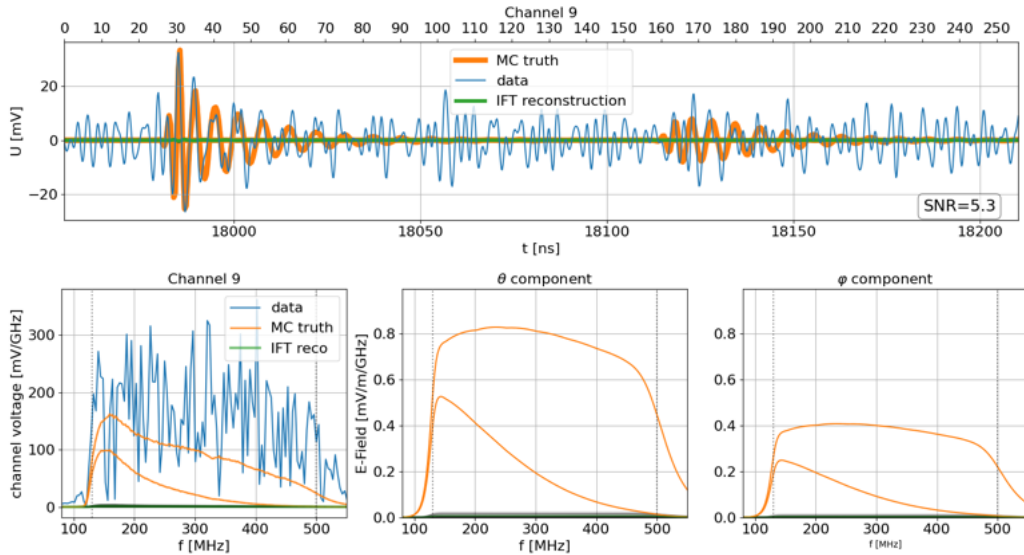 Channel 9
0 10 20 30 40 50 60 70 80 90 100 110 120 130 140 150 160 170 180 190 200 210 220 230 240 250
U [mV]
20
0
−20
MC truth
data
IFT reconstruction
SNR=5.3
18000 18050 18100 18150 18200
t [ns]
Channel 9
channel voltage [mV/GHz]
300
200
100
0
data
MC truth
IFT reco
100 200 300 400 500
f [MHz]
θ component
E-Field [mV/m/GHz]
0.8
0.6
0.4
0.2
0.0
100 200 300 400 500
f [MHz]
φ component
0.8
0.6
0.4
0.2
0.0
100 200 300 400 500
f [MHz]